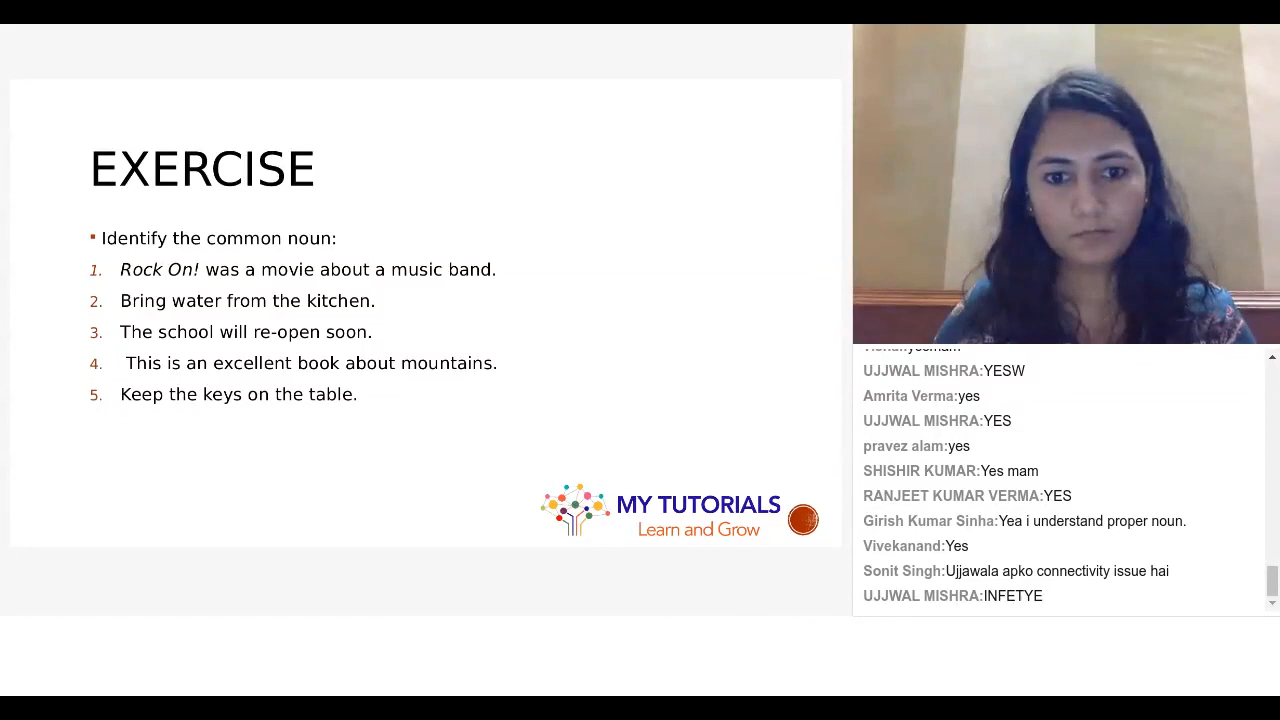 EXERCISE
▪ Identify the common noun:
1. Rock On! was a movie about a music band.
2. Bring water from the kitchen.
3. The school will re-open soon.
4. This is an excellent book about mountains.
5. Keep the keys on the table.
MY TUTORIALS
Learn and Grow
UJJWAL MISHRA:YESW
Amrita Verma:yes
UJJWAL MISHRA:YES
pravez alam:yes
SHISHIR KUMAR:Yes mam
RANJEET KUMAR VERMA:YES
Girish Kumar Sinha:Yea i understand proper noun.
Vivekanand:Yes
Sonit Singh:Ujjawala apko connectivity issue hai
UJJWAL MISHRA:INFETYE